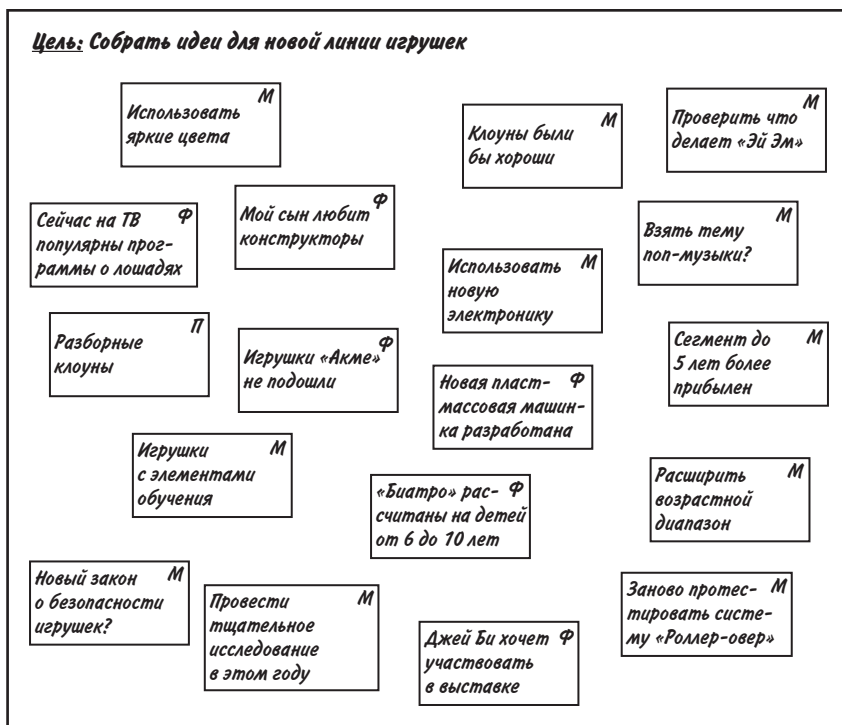 Цель: Собрать идеи для новой линии игрушек
М
Использовать
яркие цвета
М
Клоуны были
бы хороши
М
Проверить что
делает «Эй Эм»
Ф
Сейчас на ТВ
популярны прог-
раммы о лошадях
Ф
Мой сын любит
конструкторы
М
Взять тему
поп-музыки?
М
Использовать
новую
электронику
П
Разборные
клоуны
Ф
Игрушки «Акме»
не подошли
М
Сегмент до
5 лет более
прибылен
Ф
Новая пласт-
массовая машин-
ка разработана
М
Игрушки
с элементами
обучения
Ф
«Биатро» рас-
считаны на детей
от 6 до 10 лет
М
Расширить
возрастной
диапазон
М
Новый закон
о безопасности
игрушек?
М
Провести
тщательное
исследование
в этом году
Ф
Джей Би хочет
участвовать
в выставке
М
Заново протес-
тировать систе-
му «Роллер-овер»